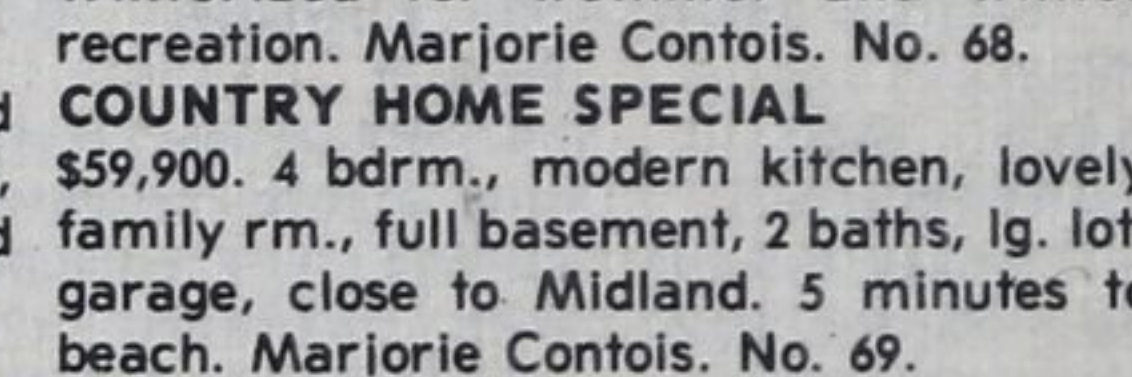 recreation. Marjorie Contois. No. 68.
COUNTRY HOME SPECIAL
$59,900. 4 bdrm., modern kitchen, lovely
family rm., full basement, 2 baths, lg. lot
garage, close to Midland. 5 minutes to
beach. Marjorie Contois. No. 69.